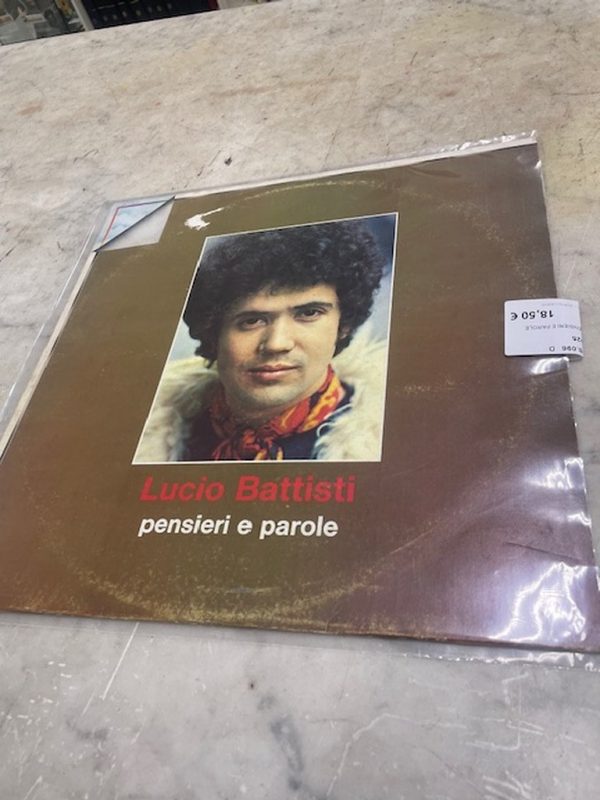 Lucio Battisti
pensieri e parole
18,50 €